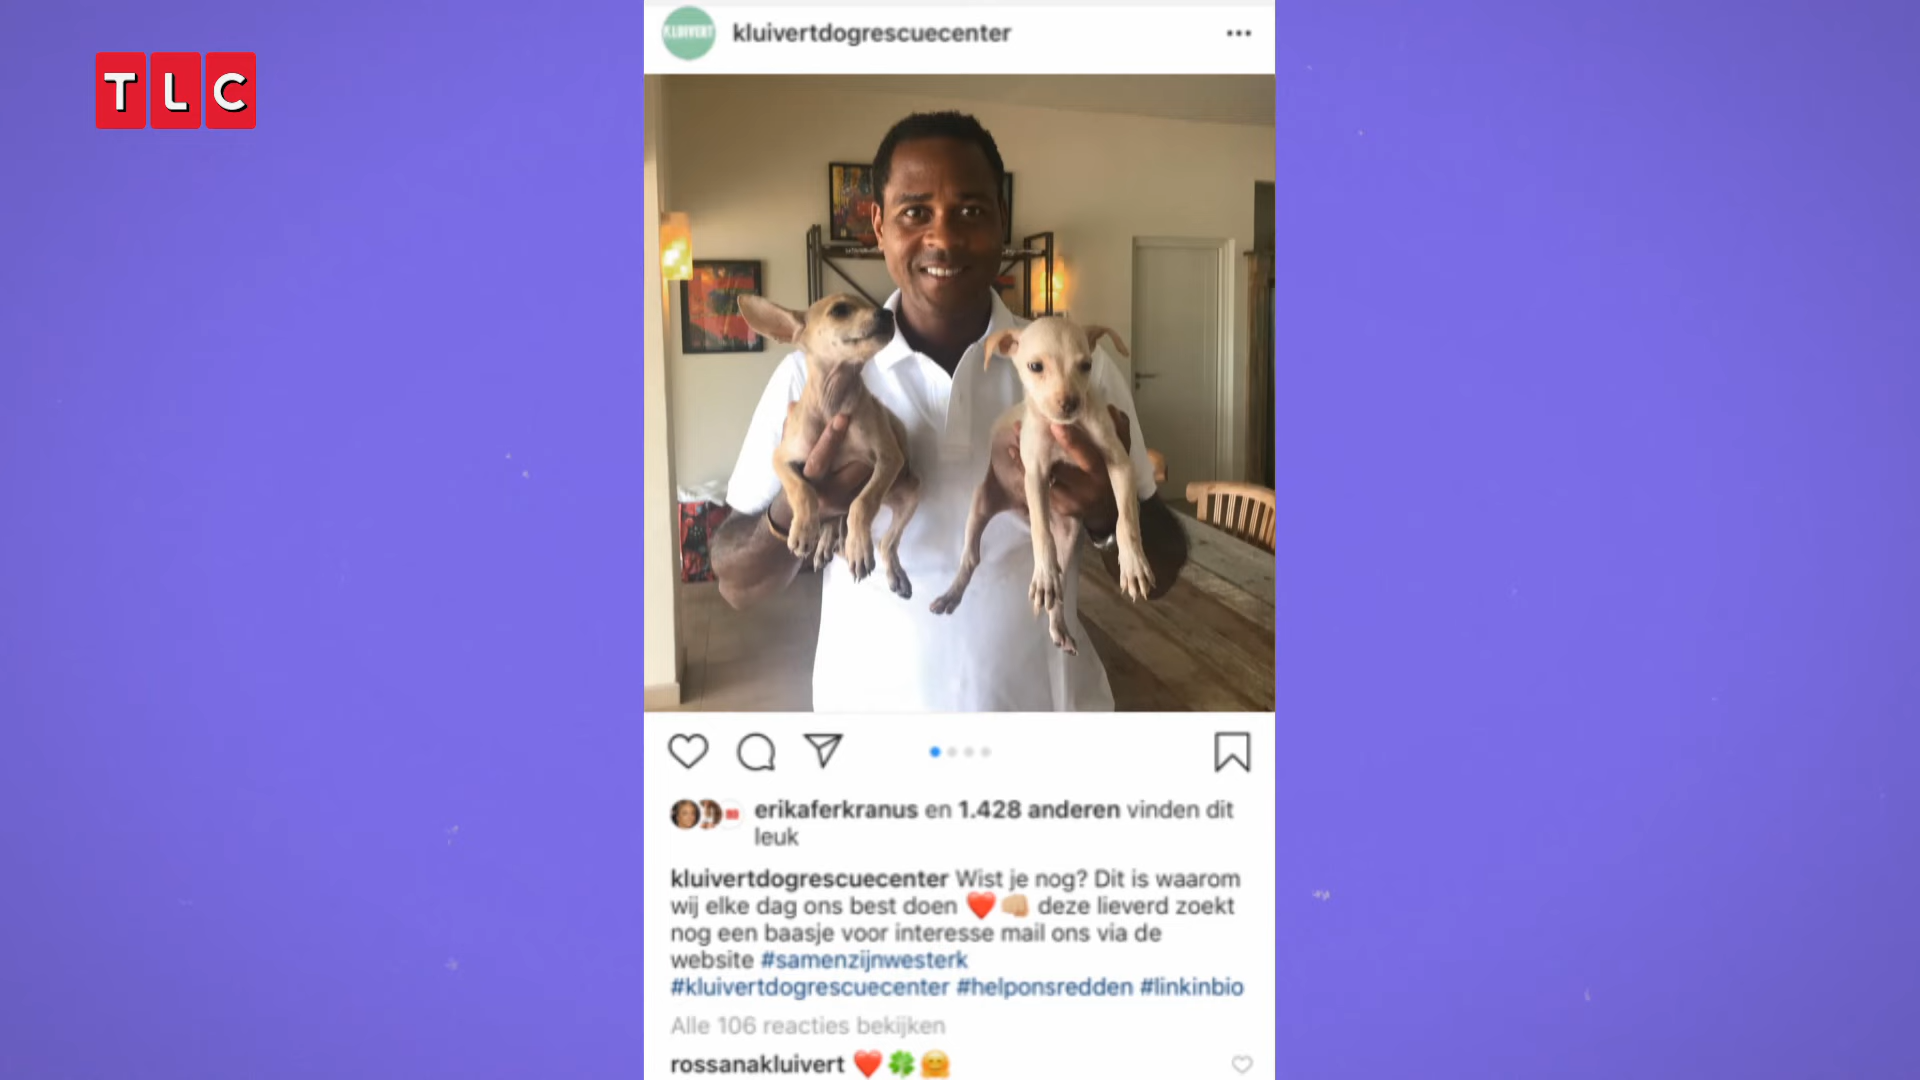 TLC
KLUIVERT
kluivertdogrescuecenter
erikaferkranus en 1.428 anderen vinden dit
leuk
kluivertdogrescuecenter Wist je nog? Dit is waarom
wij elke dag ons best doen ❤️👊🏼 deze lieverd zoekt
nog een baasje voor interesse mail ons via de
website #samenzijnwesterk
#kluivertdogrescuecenter #helponsredden #linkinbio
Alle 106 reacties bekijken
rossanakluivert ❤️🍀🤗